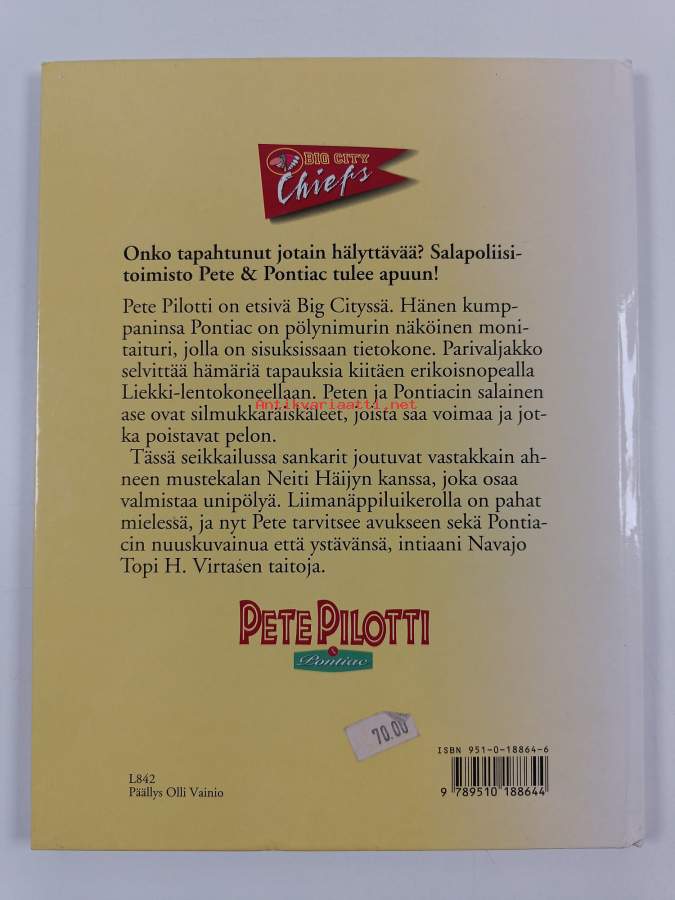 BIG CITY
Chiefs
Onko tapahtunut jotain hälyttävää? Salapoliisi-
toimisto Pete & Pontiac tulee apuun!
Pete Pilotti on etsivä Big Cityssä. Hänen kump-
paninsa Pontiac on pölynimurin näköinen moni-
taituri, jolla on sisuksissaan tietokone. Parivaljakko
selvittää hämäriä tapauksia kiitäen erikoisnopealla
Liekki-lentokoneellaan. Peten ja Pontiacin salainen
Antikvariaatti.net
ase ovat silmukkaräiskäleet, joista saa voimaa ja jot-
ka poistavat pelon.
Tässä seikkailussa sankarit joutuvat vastakkain ah-
neen mustekalan Neiti Häijyn kanssa, joka osaa
valmistaa unipölyä. Liimanäppiluikerolla on pahat
mielessä, ja nyt Pete tarvitsee avukseen sekä Pontia-
cin nuuskuvainua että ystävänsä, intiaani Navajo
Topi H. Virtasen taitoja.
PETE PILOTTI
&
Pontiac
70.00
ISBN 951-0-18864-6
L842
Päällys Olli Vainio
9 789510 188644